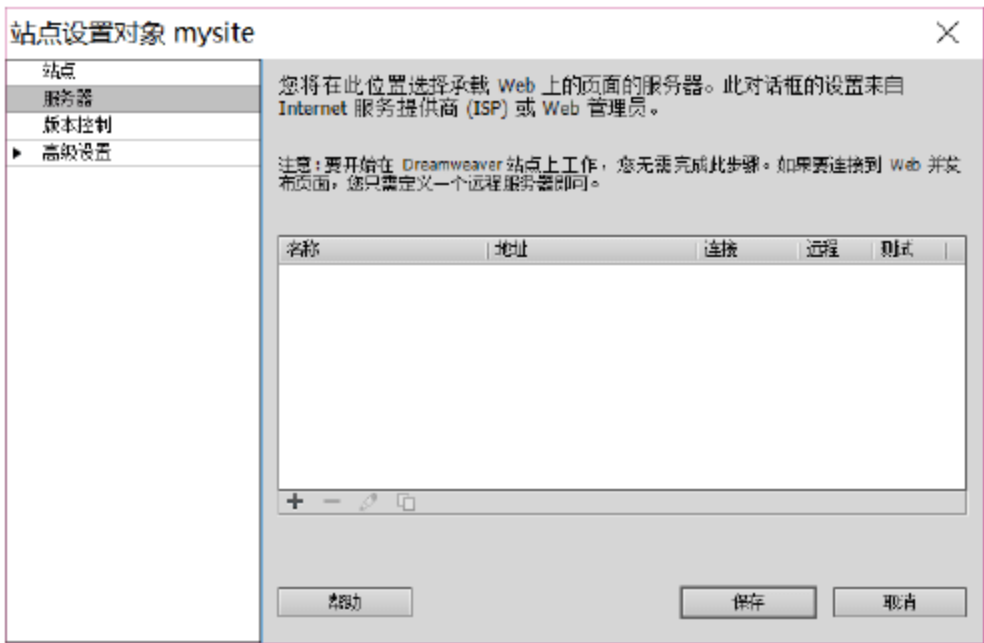 站点设置对象 mysite
站点
服务器
版本控制
高级设置
您将在此位置选择承载 Web 上的页面的服务器。此对话框的设置来自
Internet 服务提供商 (ISP) 或 Web 管理员。
注意：要开始在 Dreamweaver 站点上工作，您无需完成此步骤。如果要连接到 Web 并发
布页面，您只需定义一个远程服务器即可。
名称 地址 连接 远程 测试
帮助 保存 取消